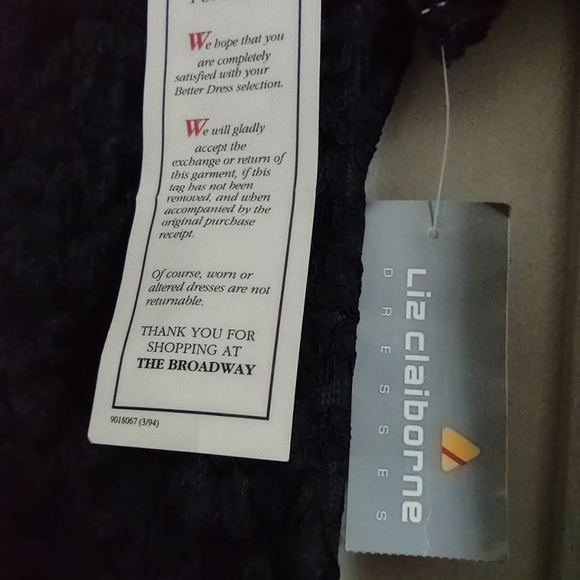 We hope that you
are completely
satisfied with your
Better Dress selection.
We will gladly
accept the
exchange or return of
this garment, if this
tag has not been
removed, and when
accompanied by the
original purchase
receipt.
Of course, worn or
altered dresses are not
returnable.
THANK YOU FOR
SHOPPING AT
THE BROADWAY
9018067 (3/94)
Liz claiborne
DRESSES